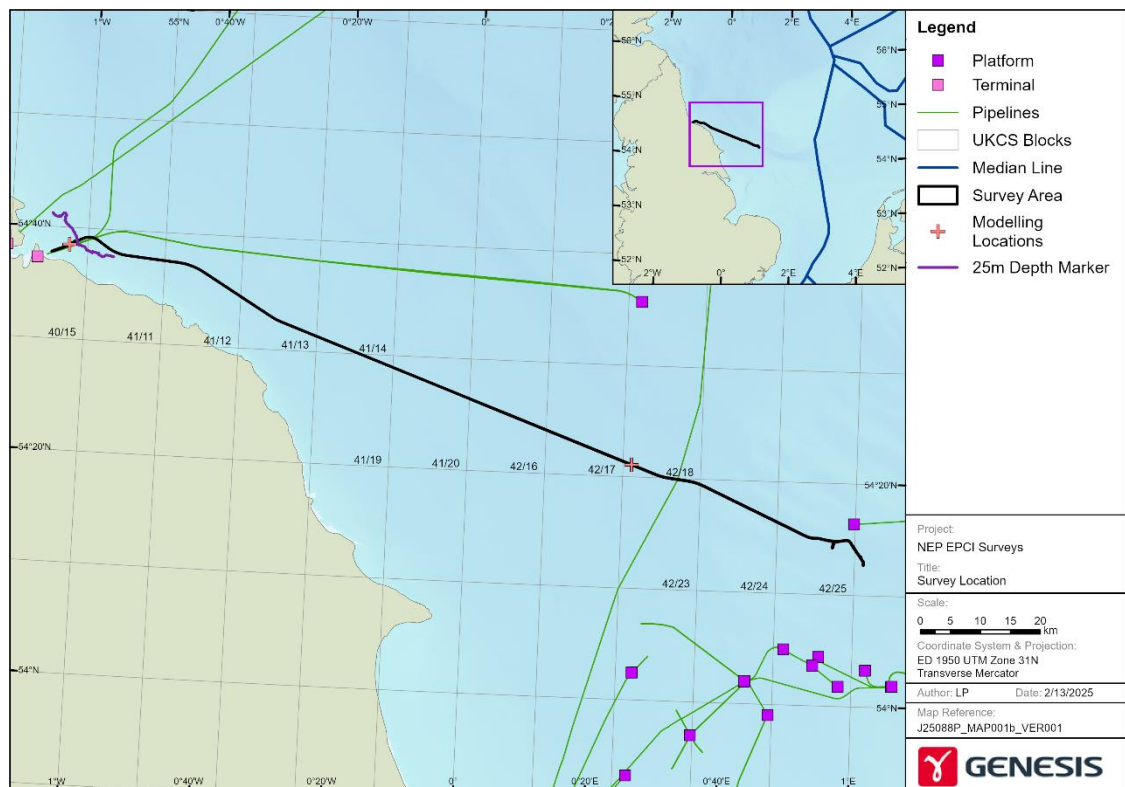 1°W
55°N
0°40'W
0°20'W
0°
0°2
2°W
0°
2°E
4°E
56°N
55°N
54°N
53°N
52°N
56°N
55°N
54°N
53°N
52°N
2°W
0°
2°E
4°E
54°40'N
40/15
41/11
41/12
41/13
41/14
54°20'N
41/19
41/20
42/16
42/17
42/18
54°20'N
42/23
42/24
42/25
54°N
54°N
1°W
0°40'W
0°20'W
0°
0°20'E
0°40'E
1°E
Legend
Platform
Terminal
Pipelines
UKCS Blocks
Median Line
Survey Area
Modelling
Locations
25m Depth Marker
Project:
NEP EPCI Surveys
Title:
Survey Location
Scale:
0 5 10 15 20
km
Coordinate System & Projection:
ED 1950 UTM Zone 31N
Transverse Mercator
Author: LP Date: 2/13/2025
Map Reference:
J25088P_MAP001b_VER001
GENESIS